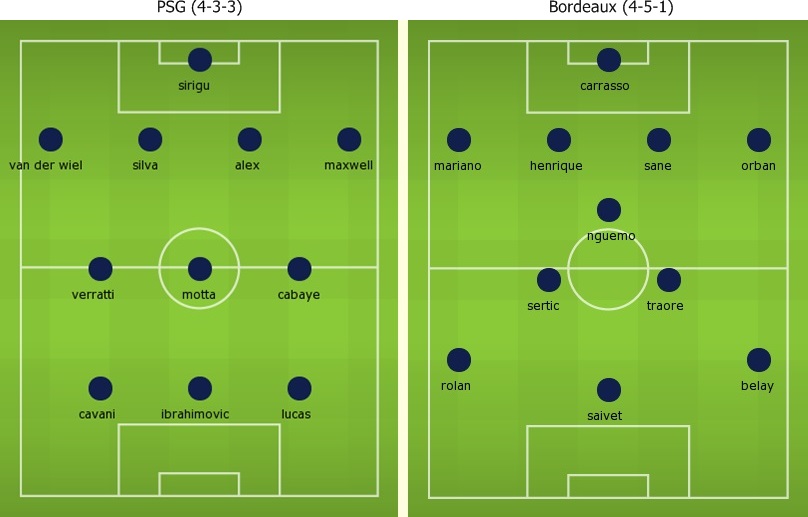 PSG (4-3-3)
sirigu
van der wiel silva alex maxwell
verratti motta cabaye
cavani ibrahimovic lucas
Bordeaux (4-5-1)
carrasso
mariano henrique sane orban
nguemo
sertic traore
rolan belay
saivet